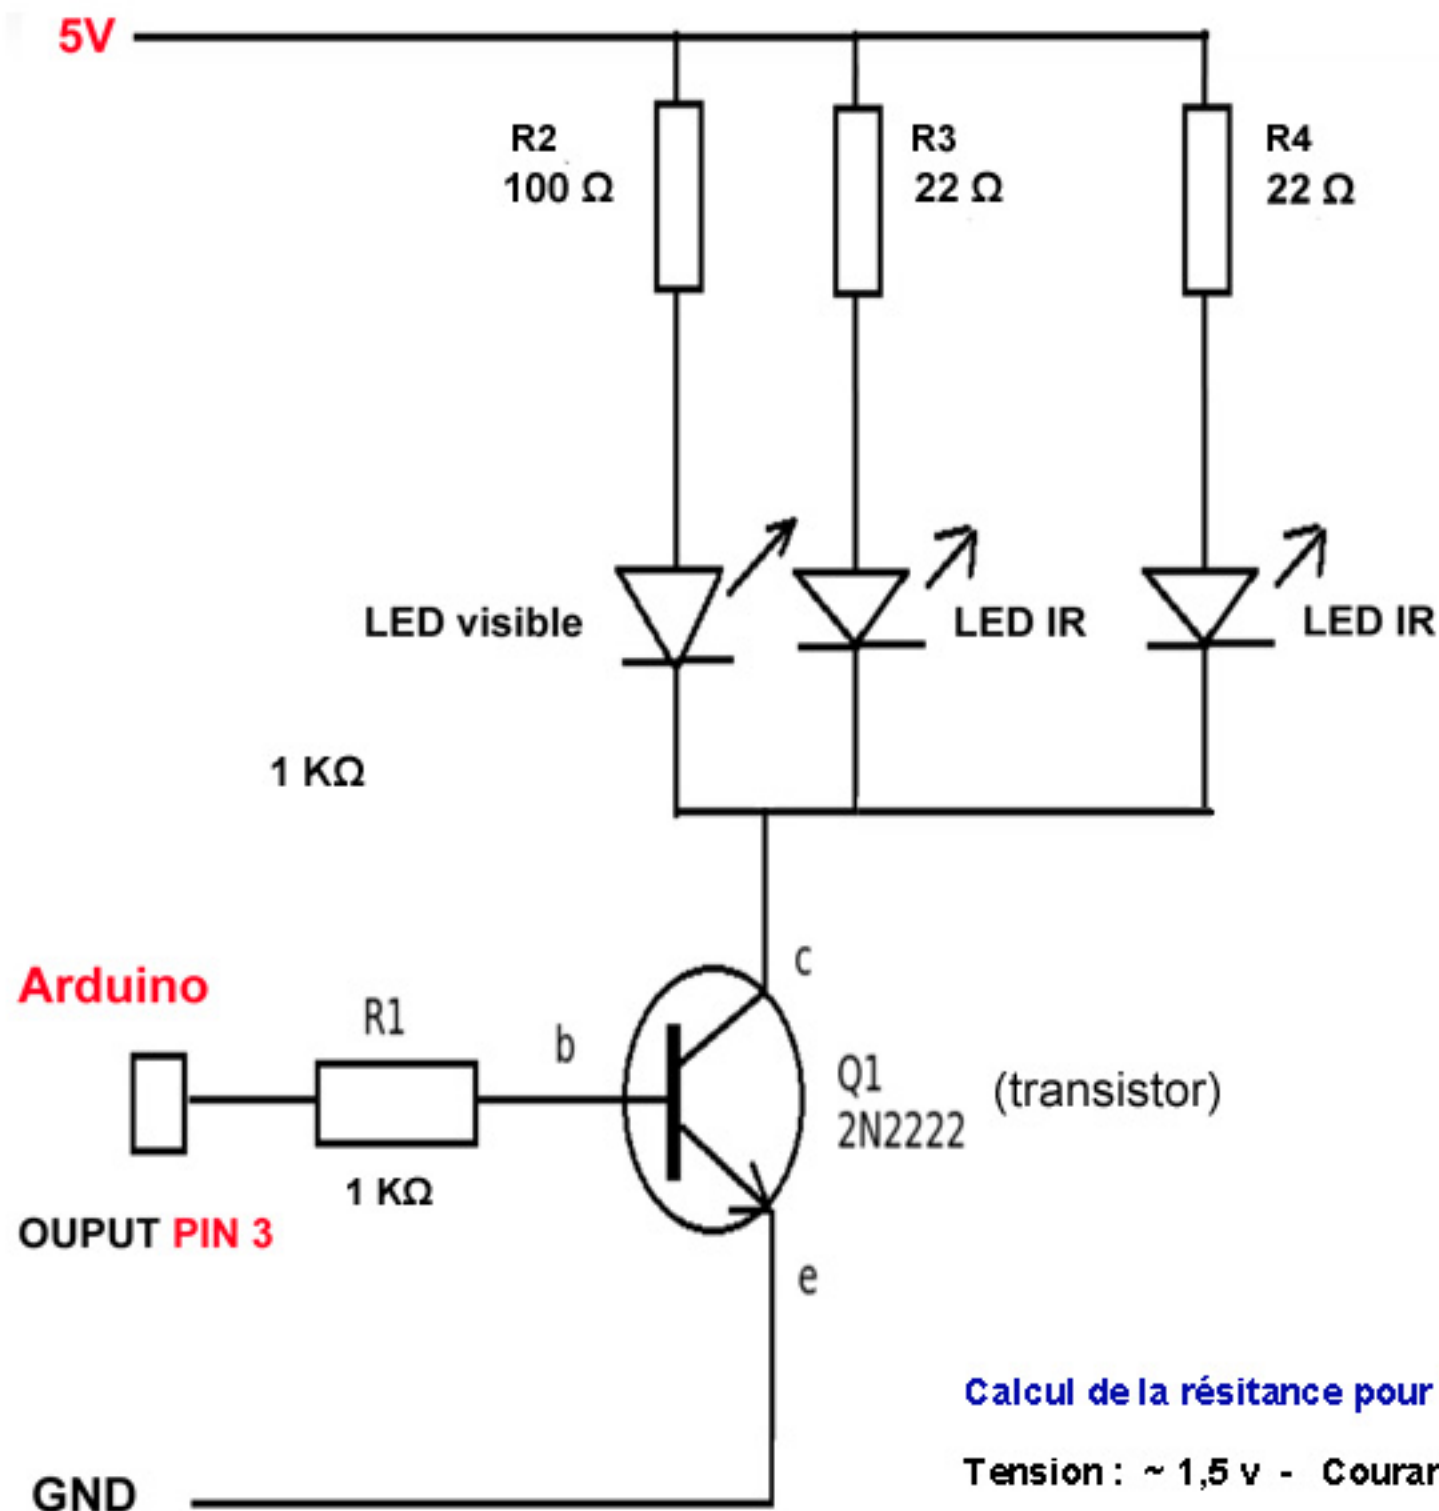 5V
R2
100 Ω
R3
22 Ω
R4
22 Ω
LED visible
LED IR
LED IR
1 KΩ
c
Arduino
R1
b
Q1
2N2222
(transistor)
1 KΩ
OUPUT PIN 3
e
Calcul de la résitance pour
Tension : ~ 1,5 v -
GND